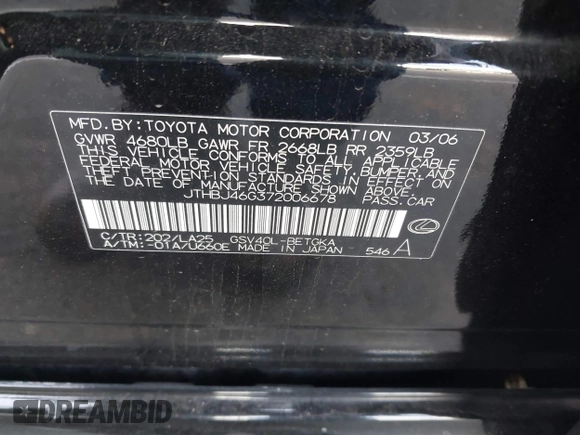 MFD. BY: TOYOTA MOTOR CORPORATION 03/06
GVWR 4680LB GAWR FR 2668LB RR 2359LB
THIS VEHICLE CONFORMS TO ALL APPLICABLE
FEDERAL MOTOR VEHICLE SAFETY, BUMPER, AND
THEFT PREVENTION STANDARDS IN EFFECT ON
THE DATE OF MANUFACTURE SHOWN ABOVE.
JTHBJ46G372006678 PASS. CAR
C/TR: 202/LA25 GSV40L-BETGKA
A/TM: -01A/U660E MADE IN JAPAN 546 A
DREAMBID